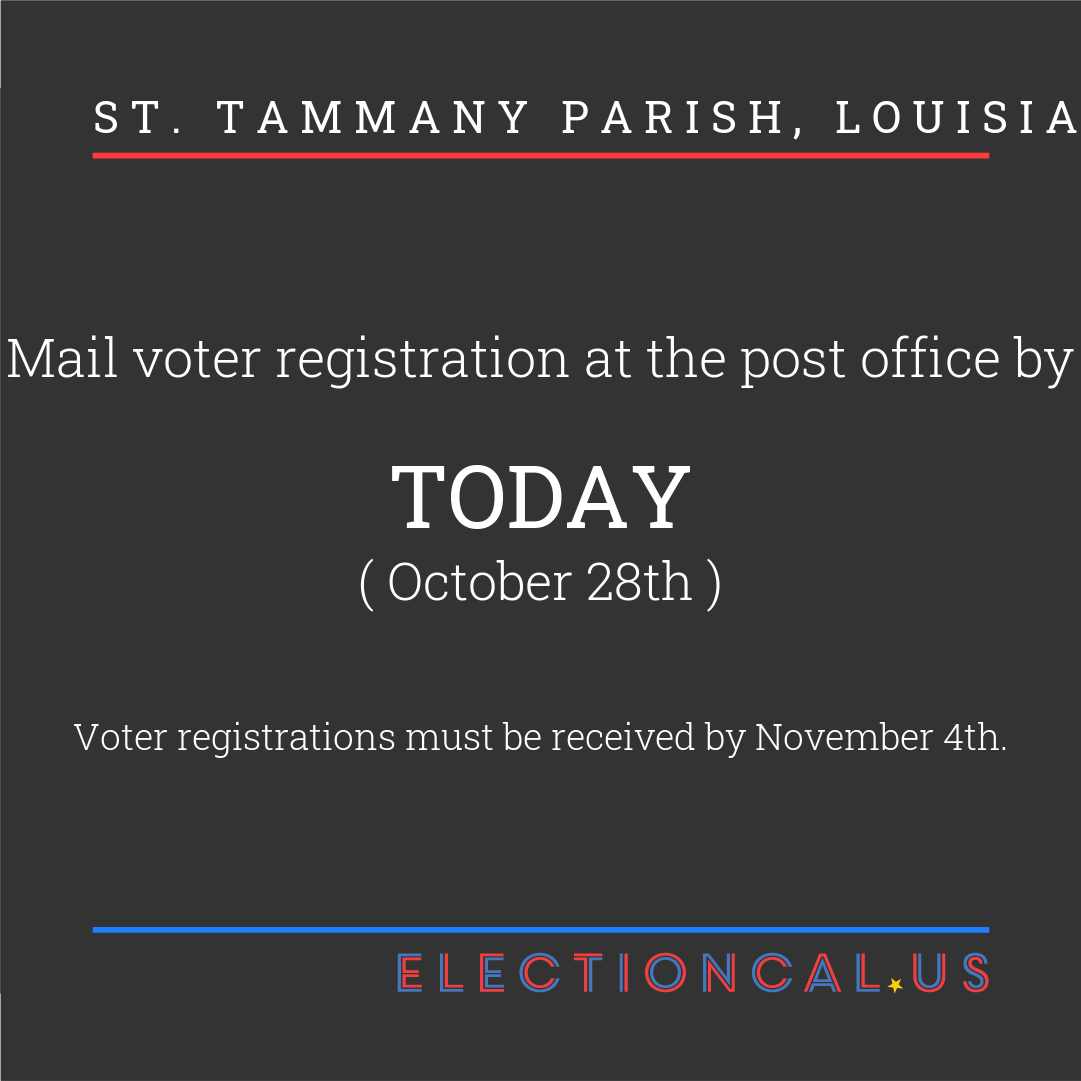 ST. TAMMANY PARISH, LOUISIA
Mail voter registration at the post office by
TODAY
( October 28th )
Voter registrations must be received by November 4th.
ELECTIONCAL.US